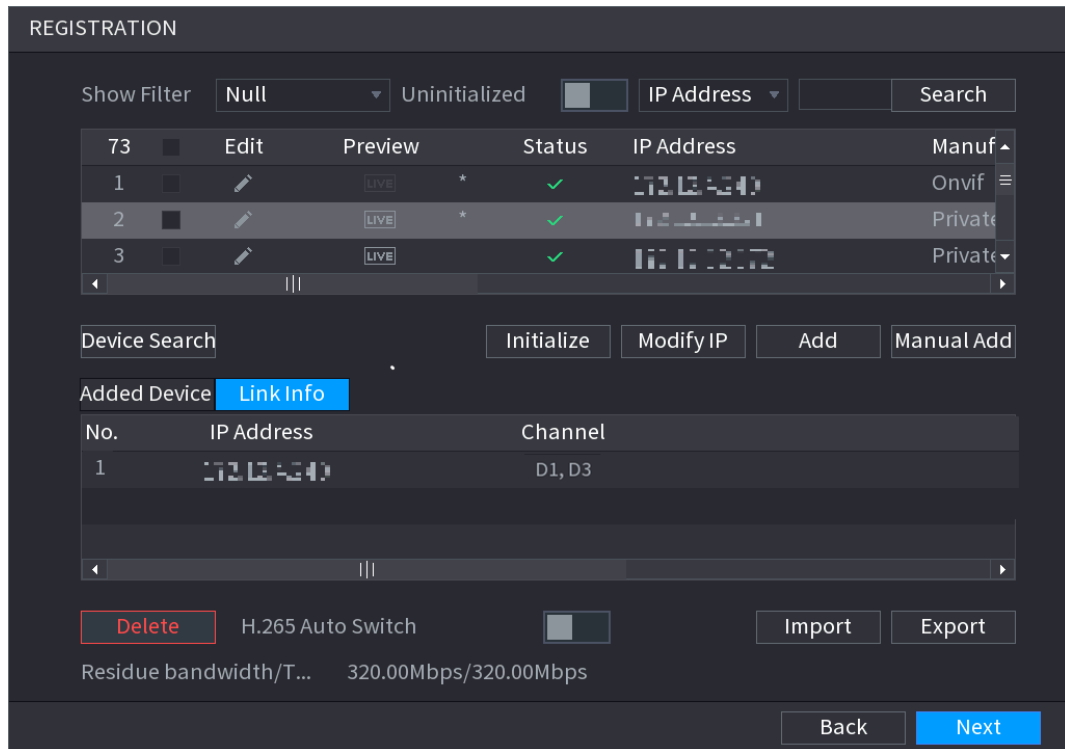 REGISTRATION
Show Filter Null Uninitialized IP Address Search
73 Edit Preview Status IP Address Manuf
1 LIVE * Onvif
2 LIVE * Private
3 LIVE Private
Device Search Initialize Modify IP Add Manual Add
Added Device Link Info
No. IP Address Channel
1 D1, D3
Delete H.265 Auto Switch Import Export
Residue bandwidth/T... 320.00Mbps/320.00Mbps
Back Next